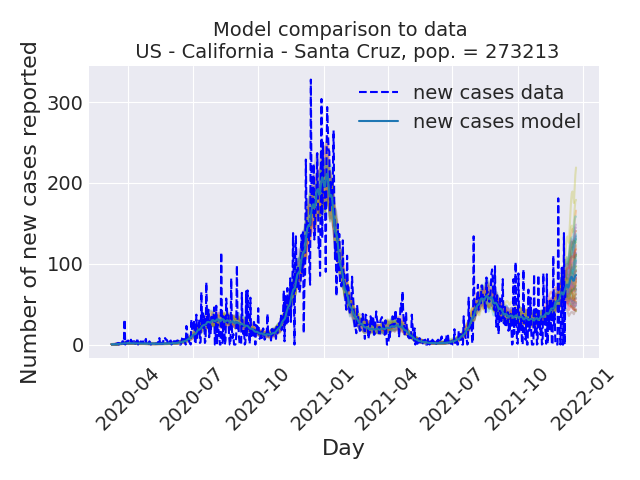 Model comparison to data
US - California - Santa Cruz, pop. = 273213
Number of new cases reported
300
200
100
0
new cases data
new cases model
2020-04
2020-07
2020-10
2021-01
2021-04
2021-07
2021-10
2022-01
Day